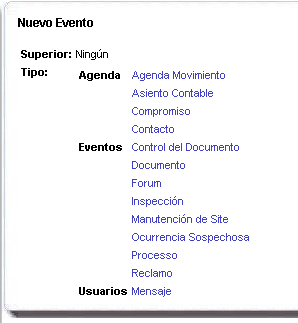 Nuevo Evento
Superior: Ningún
Tipo: Agenda Agenda Movimiento
Asiento Contable
Compromiso
Contacto
Eventos Control del Documento
Documento
Forum
Inspección
Manutención de Site
Ocurrencia Sospechosa
Processo
Reclamo
Usuarios Mensaje